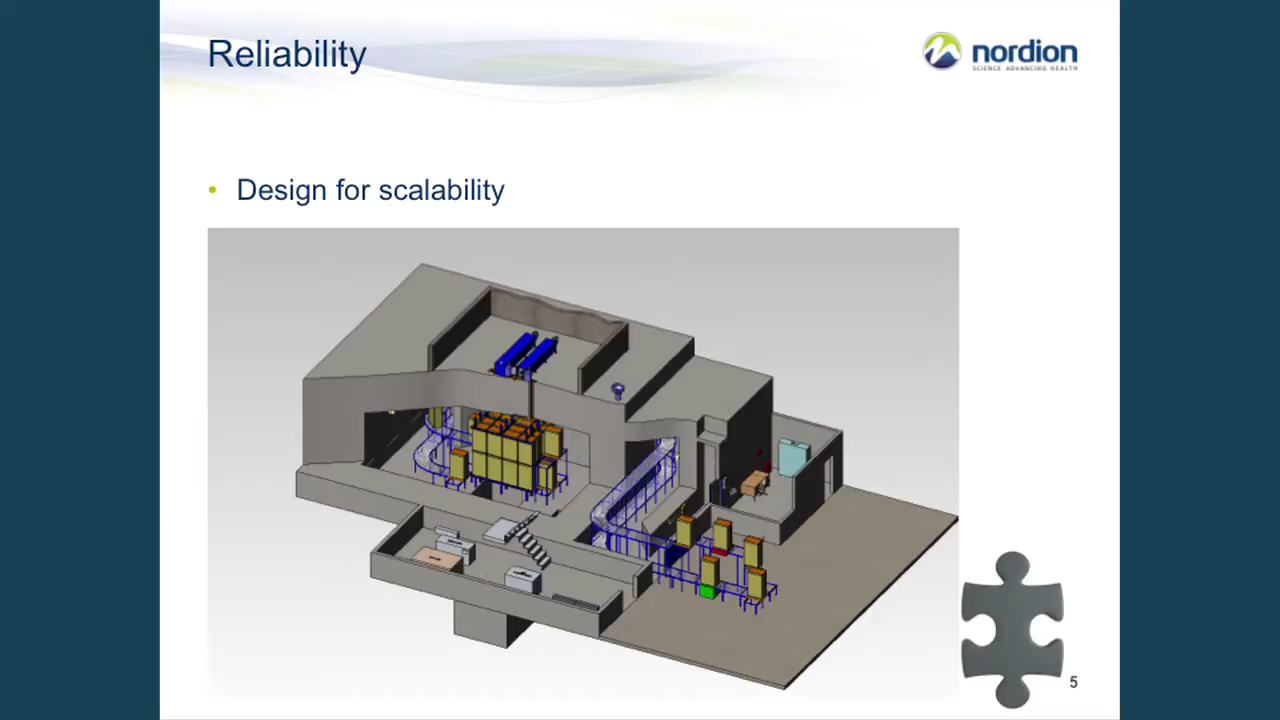 Reliability
nordion
SCIENCE ADVANCING HEALTH
• Design for scalability
5